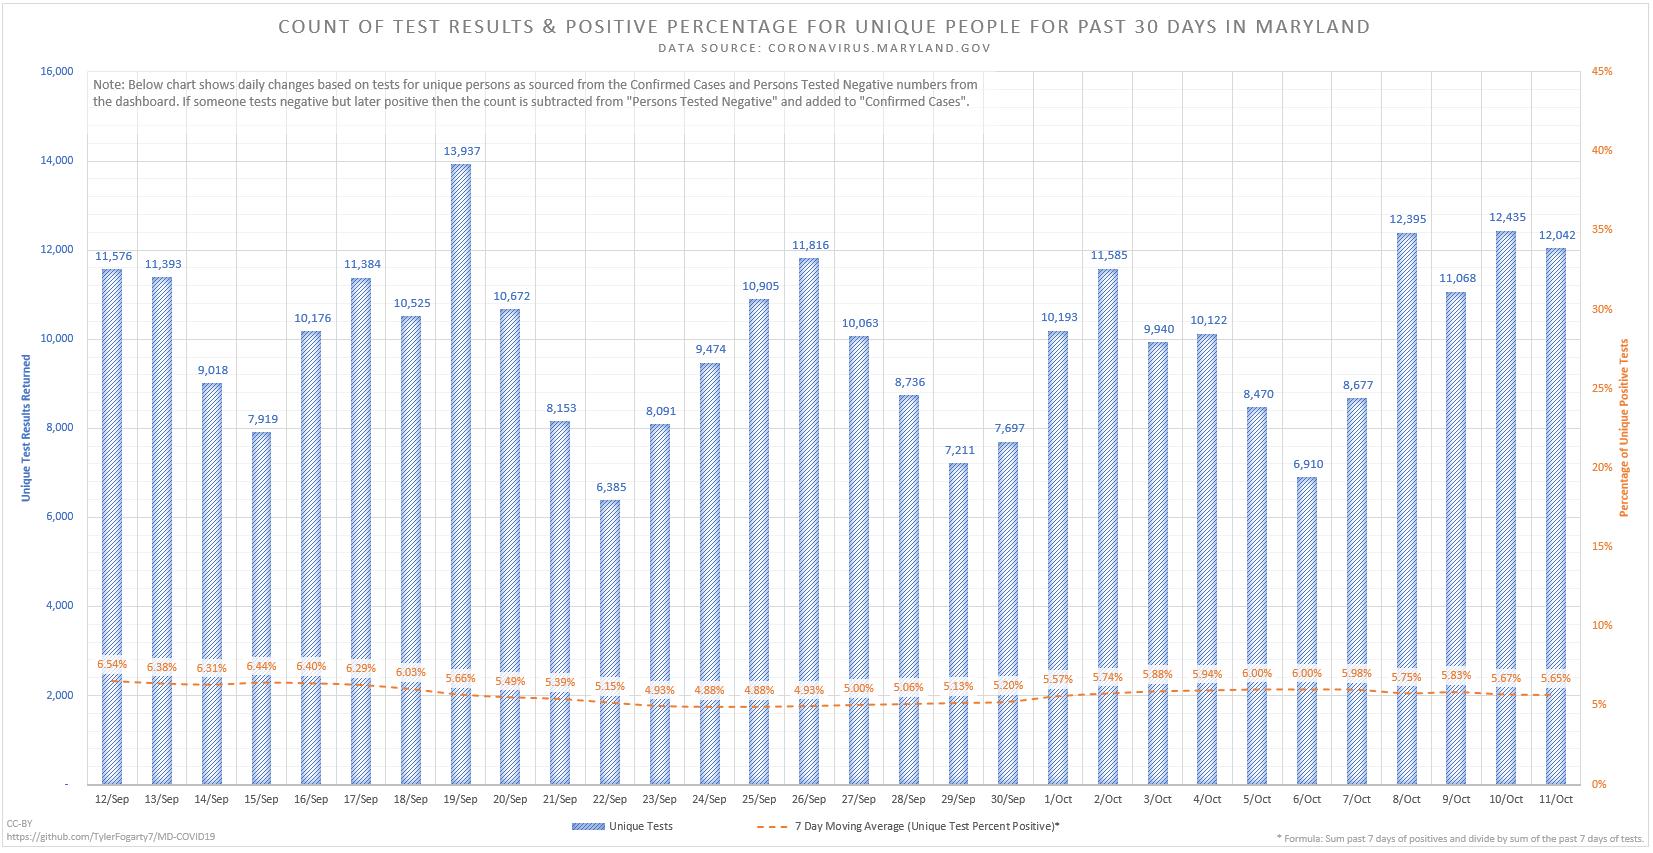 COUNT OF TEST RESULTS & POSITIVE PERCENTAGE FOR UNIQUE PEOPLE FOR PAST 30 DAYS IN MARYLAND
DATA SOURCE: CORONAVIRUS.MARYLAND.GOV
Note: Below chart shows daily changes based on tests for unique persons as sourced from the Confirmed Cases and Persons Tested Negative numbers from
the dashboard. If someone tests negative but later positive then the count is subtracted from "Persons Tested Negative" and added to "Confirmed Cases".
Unique Test Results Returned
16,000
14,000
12,000
10,000
8,000
6,000
4,000
2,000
-
11,576 11,393 9,018 7,919 10,176 11,384 10,525 13,937 10,672 8,153 6,385 8,091 9,474 10,905 11,816 10,063 8,736 7,211 7,697 10,193 11,585 9,940 10,122 8,470 6,910 8,677 12,395 11,068 12,435 12,042
6.54% 6.38% 6.31% 6.44% 6.40% 6.29% 6.03% 5.66% 5.49% 5.39% 5.15% 4.93% 4.88% 4.88% 4.93% 5.00% 5.06% 5.13% 5.20% 5.57% 5.74% 5.88% 5.94% 6.00% 6.00% 5.98% 5.75% 5.83% 5.67% 5.65%
45%
40%
35%
30%
25%
20%
15%
10%
5%
0%
Percentage of Unique Positive Tests
12/Sep 13/Sep 14/Sep 15/Sep 16/Sep 17/Sep 18/Sep 19/Sep 20/Sep 21/Sep 22/Sep 23/Sep 24/Sep 25/Sep 26/Sep 27/Sep 28/Sep 29/Sep 30/Sep 1/Oct 2/Oct 3/Oct 4/Oct 5/Oct 6/Oct 7/Oct 8/Oct 9/Oct 10/Oct 11/Oct
Unique Tests 7 Day Moving Average (Unique Test Percent Positive)*
CC-BY
https://github.com/TylerFogarty7/MD-COVID19
* Formula: Sum past 7 days of positives and divide by sum of the past 7 days of tests.